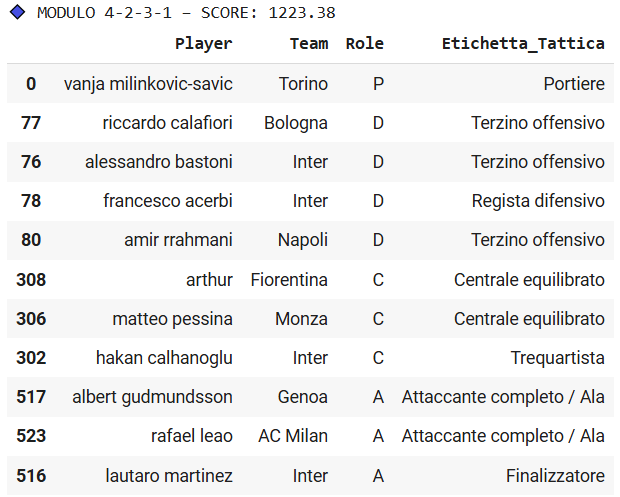 MODULO 4-2-3-1 – SCORE: 1223.38
Player Team Role Etichetta_Tattica
0 vanja milinkovic-savic Torino P Portiere
77 riccardo calafiori Bologna D Terzino offensivo
76 alessandro bastoni Inter D Terzino offensivo
78 francesco acerbi Inter D Regista difensivo
80 amir rrahmani Napoli D Terzino offensivo
308 arthur Fiorentina C Centrale equilibrato
306 matteo pessina Monza C Centrale equilibrato
302 hakan calhanoglu Inter C Trequartista
517 albert gudmundsson Genoa A Attaccante completo / Ala
523 rafael leao AC Milan A Attaccante completo / Ala
516 lautaro martinez Inter A Finalizzatore